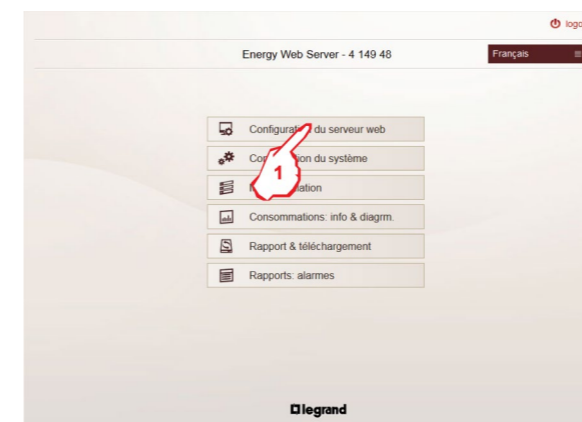 logo
Energy Web Server - 4 149 48
Français
Configuration du serveur web
du système
1
Consommations: info & diagrm.
Rapport & téléchargement
Rapports: alarmes
legrand